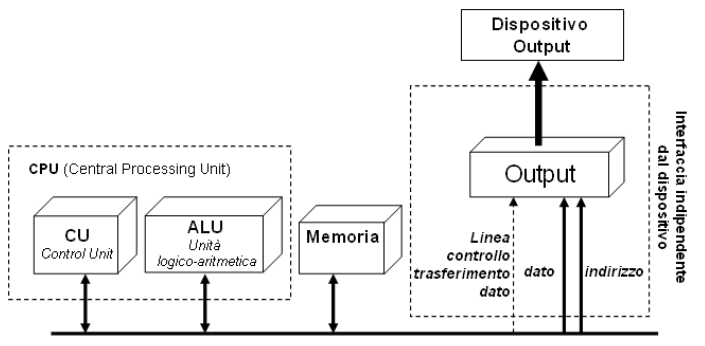 Dispositivo
Output
Interfaccia indipendente
dal dispositivo
CPU (Central Processing Unit)
Output
CU
Control Unit
ALU
Unità
logico-aritmetica
Memoria
Linea
controllo
trasferimento
dato
dato
indirizzo